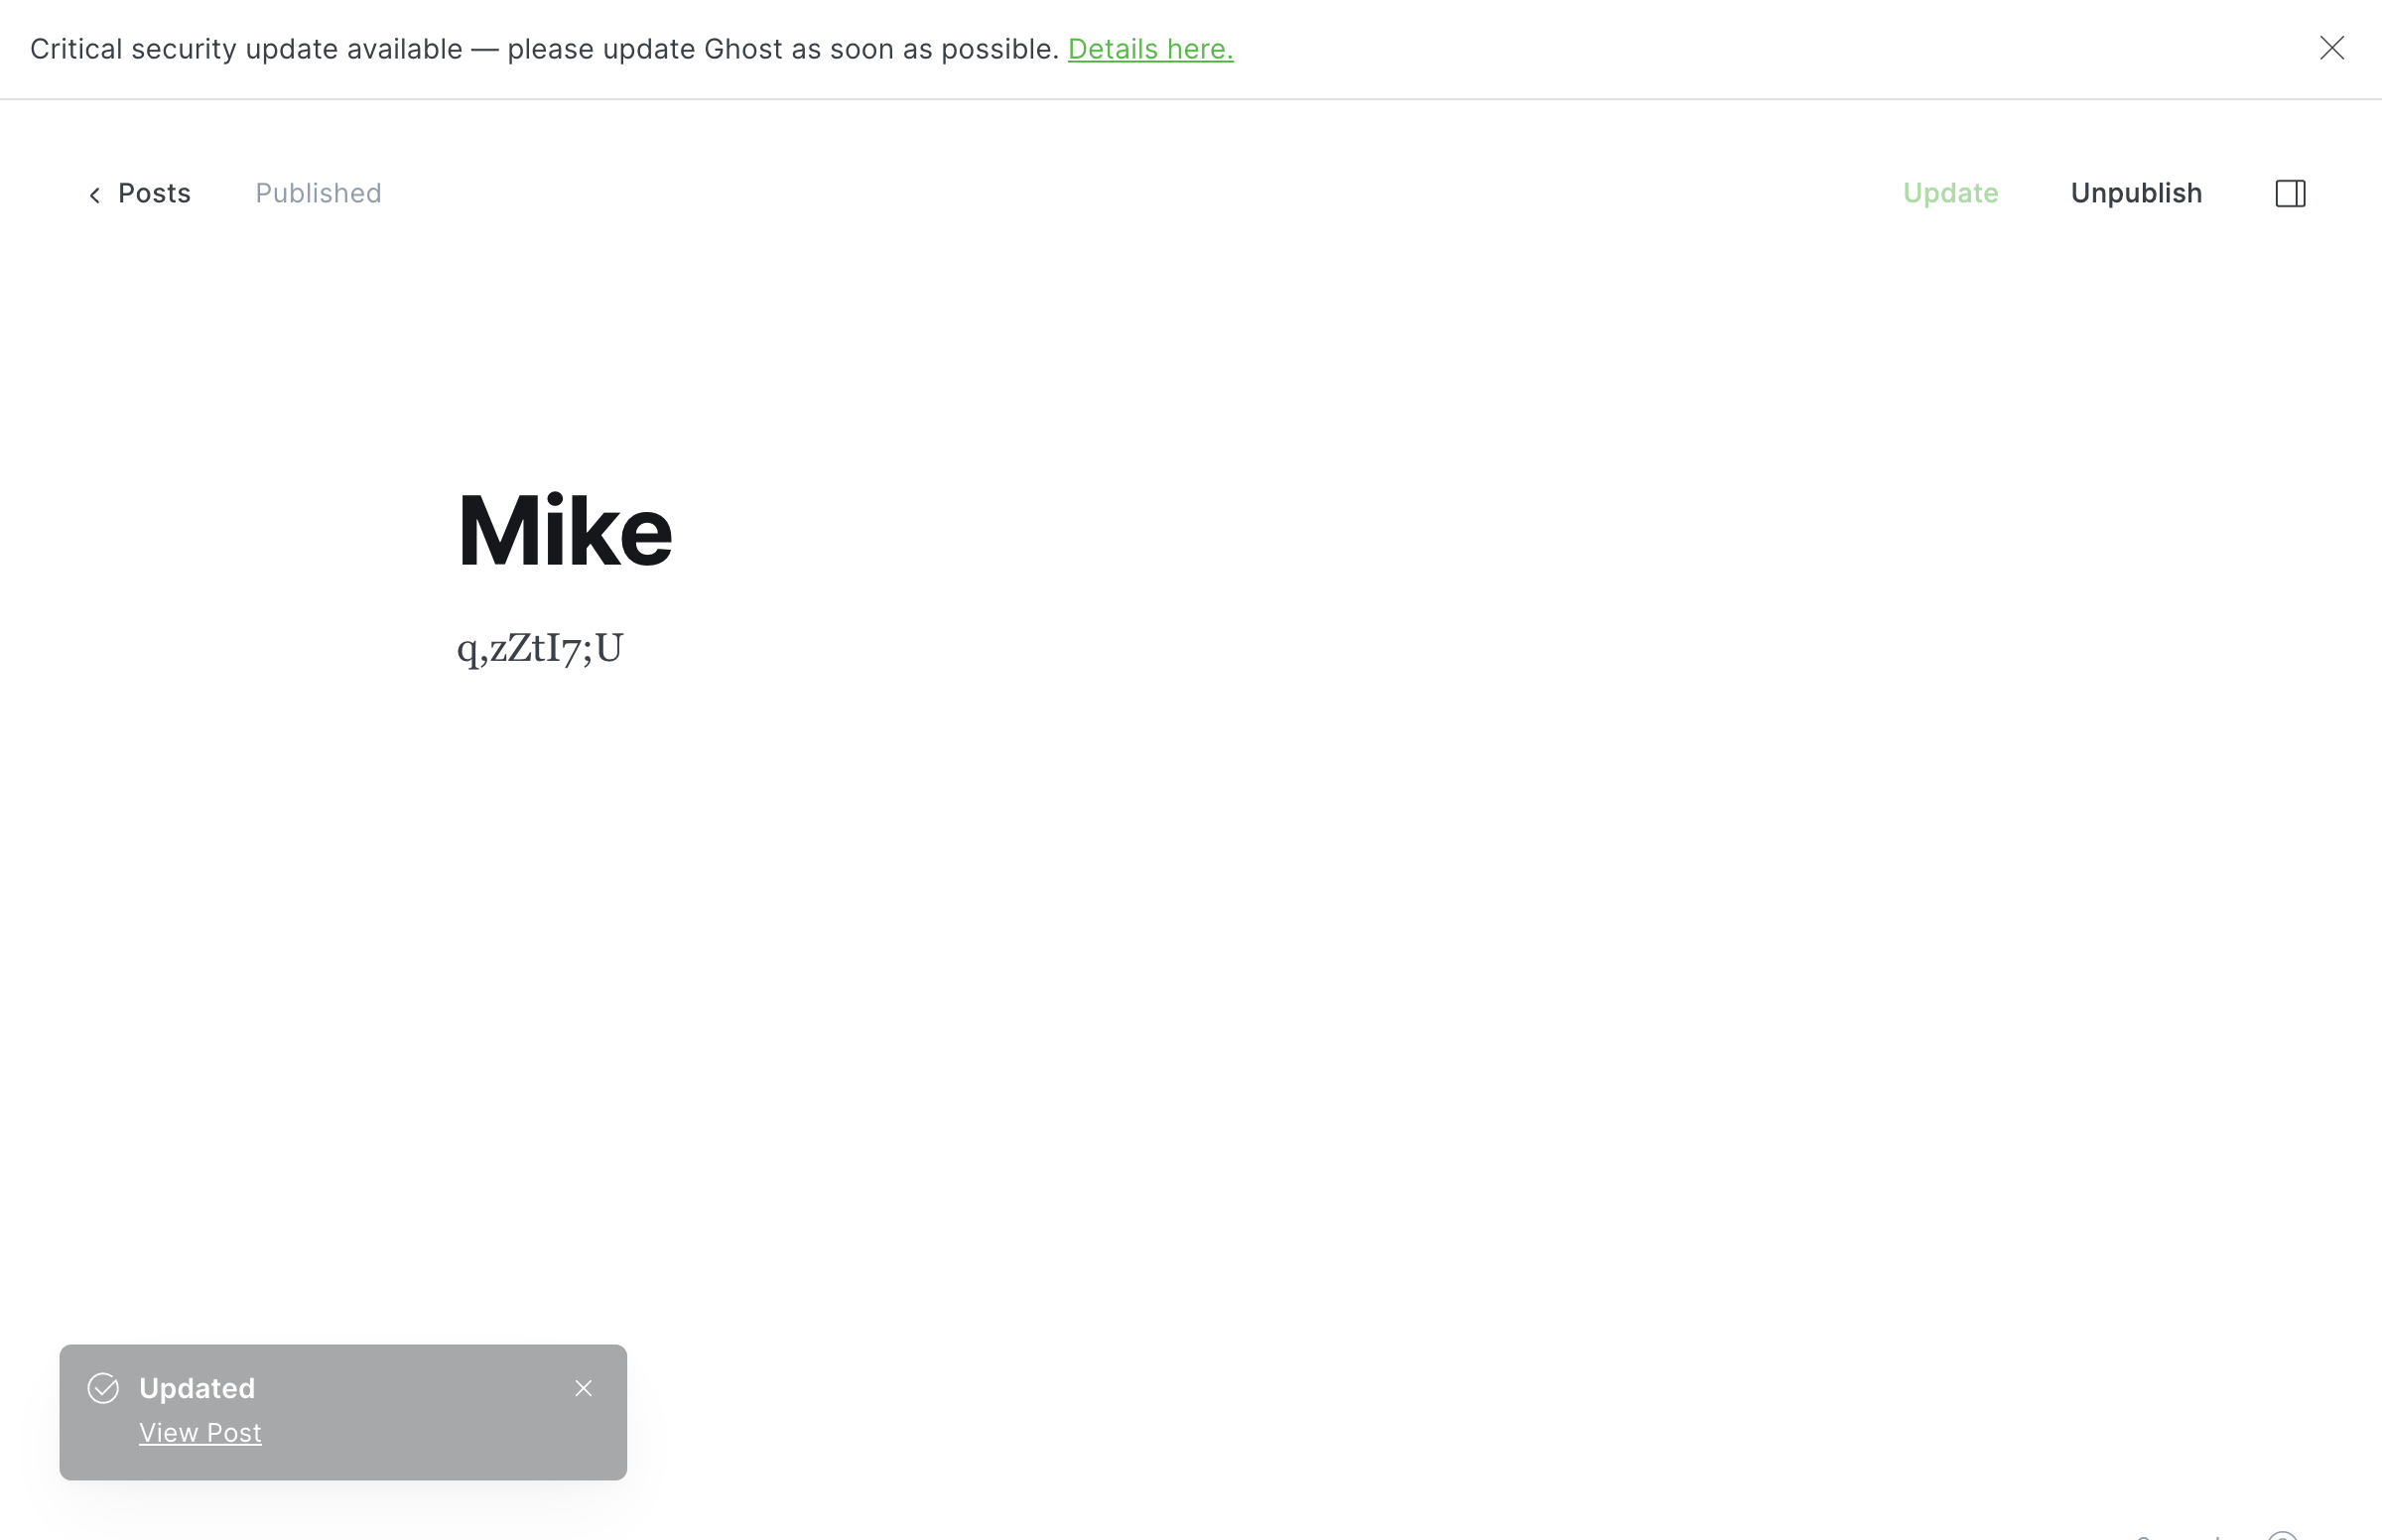 Critical security update available — please update Ghost as soon as possible. Details here.
Posts Published Update Unpublish
Mike
q,zZtI7;U
Updated
View Post